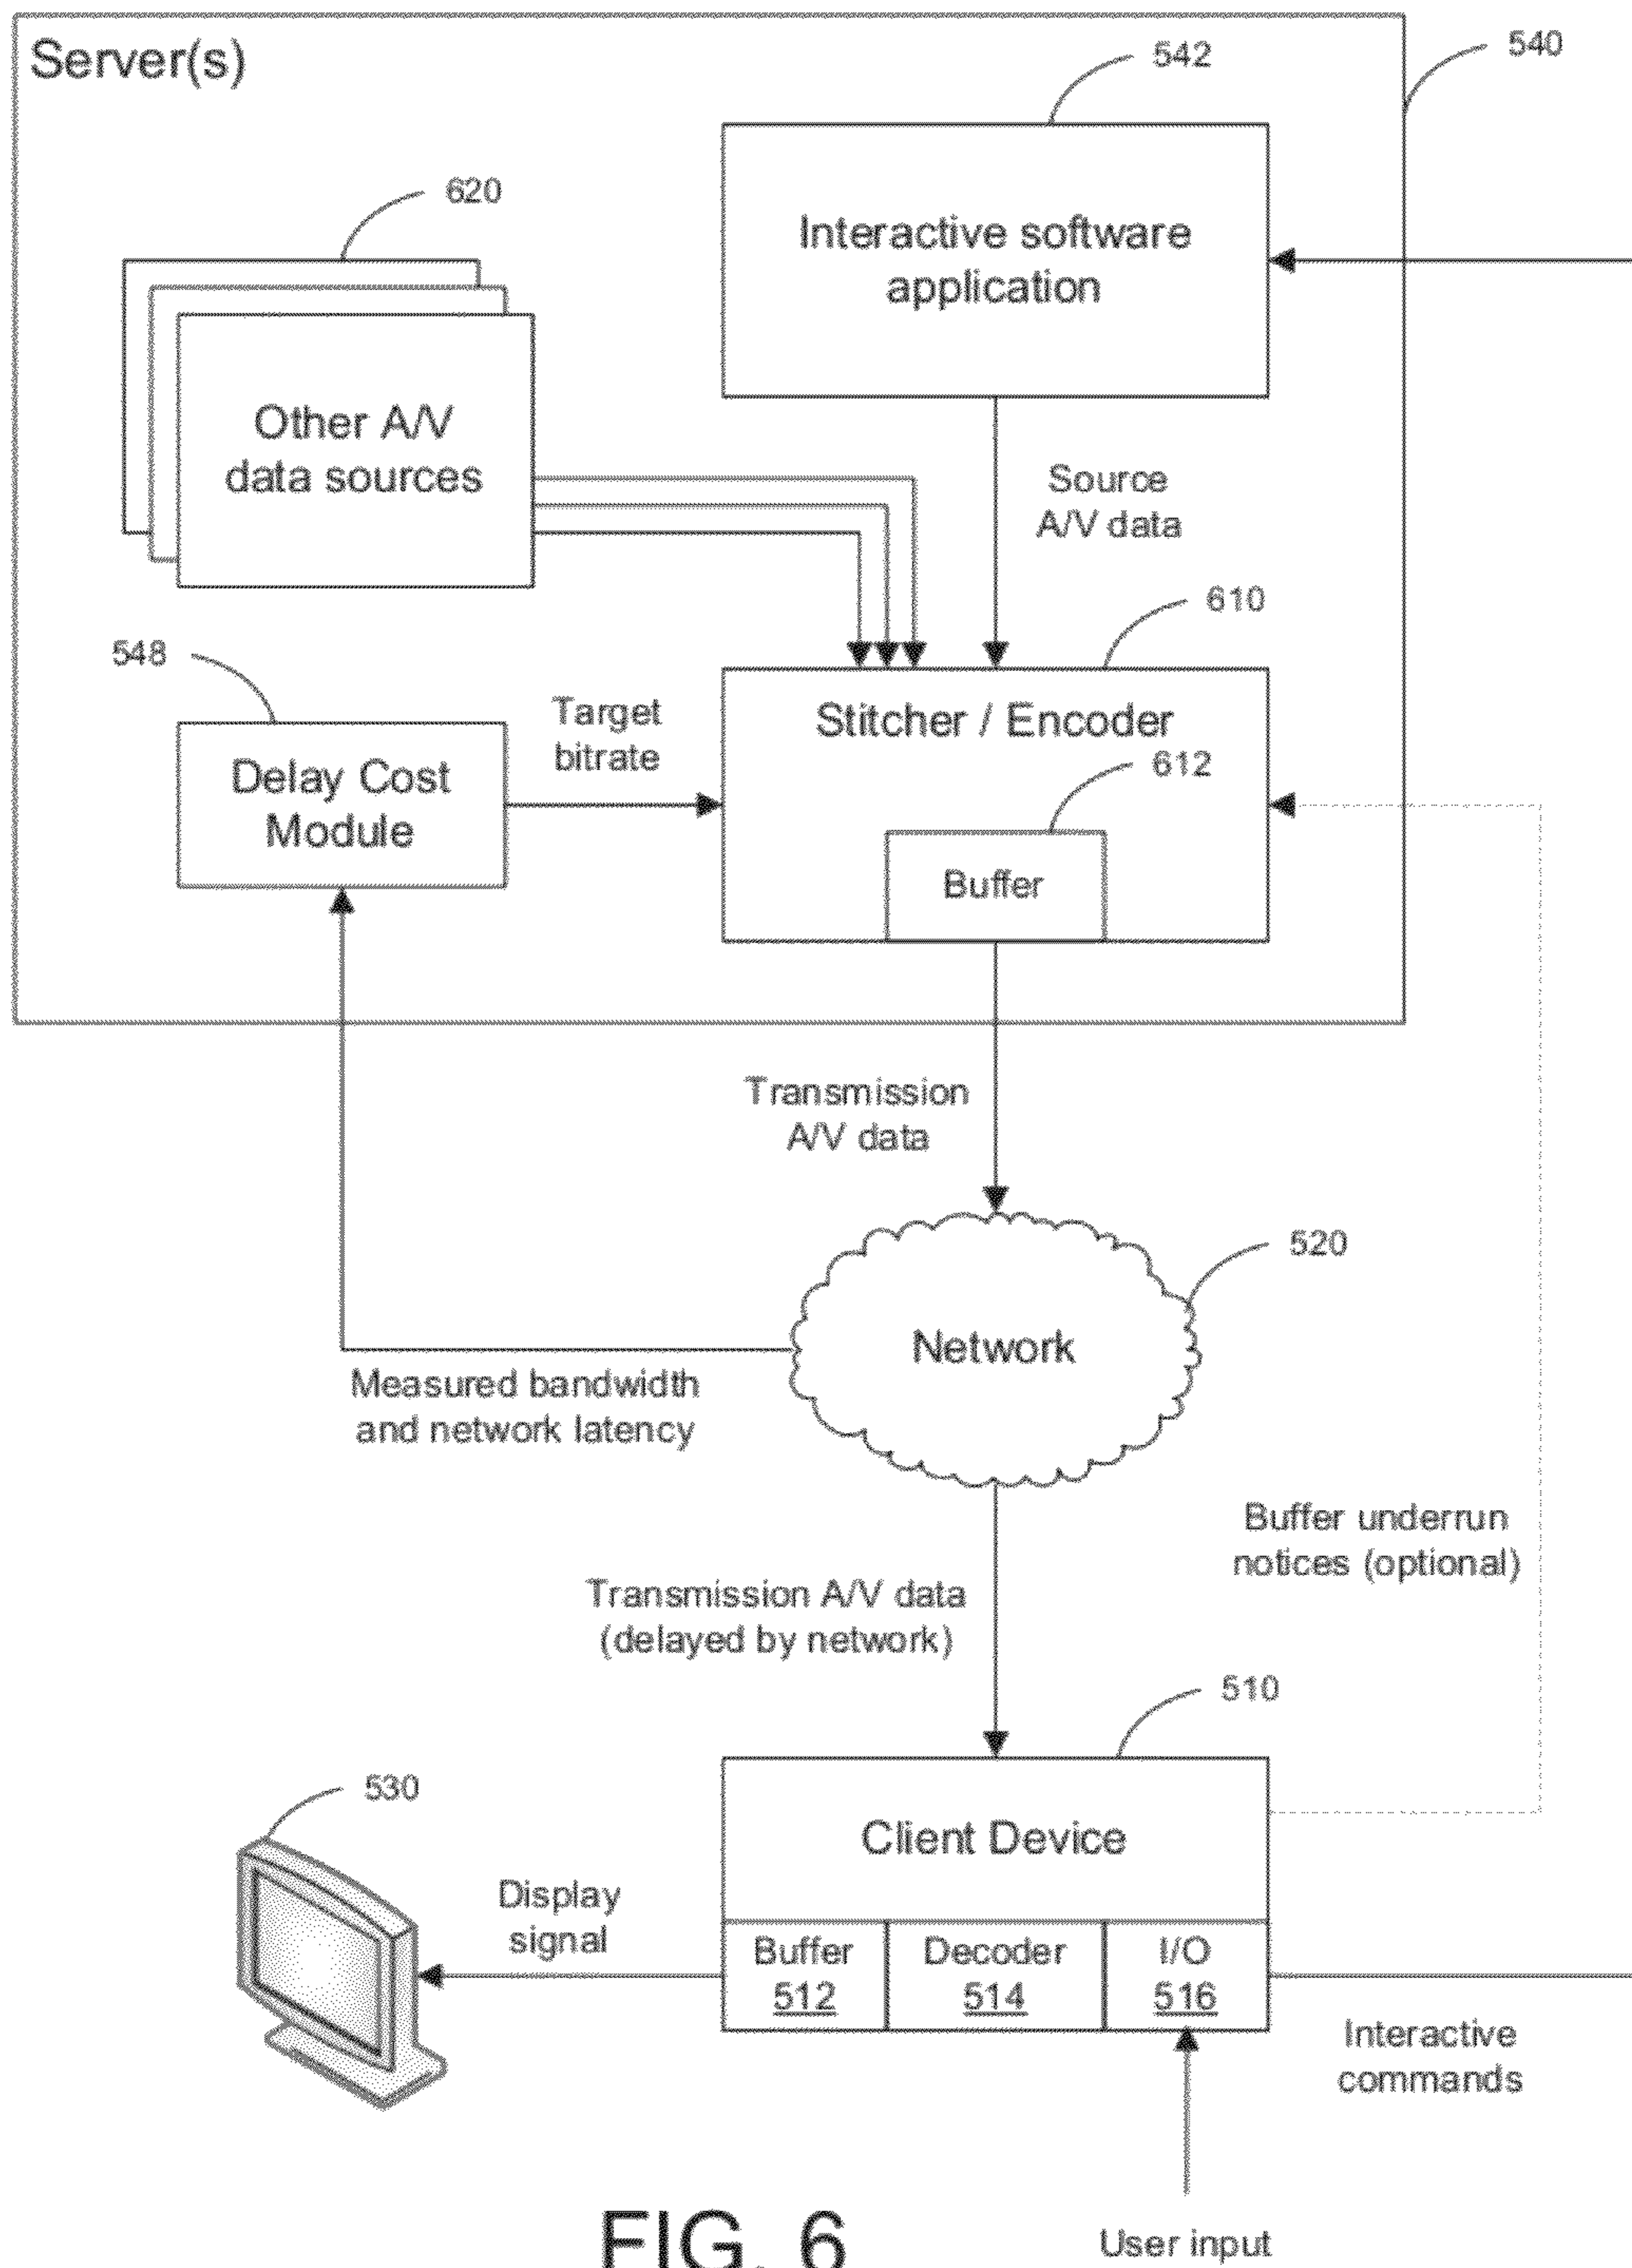 Server(s)
542
540
620
Interactive software
application
Other A/V
data sources
Source
A/V data
610
548
Target
bitrate
Stitcher / Encoder
612
Delay Cost
Module
Buffer
Transmission
A/V data
520
Network
Measured bandwidth
and network latency
Buffer underrun
notices (optional)
Transmission A/V data
(delayed by network)
510
530
Client Device
Display
signal
Buffer
512
Decoder
514
I/O
516
Interactive
commands
User input
FIG. 6